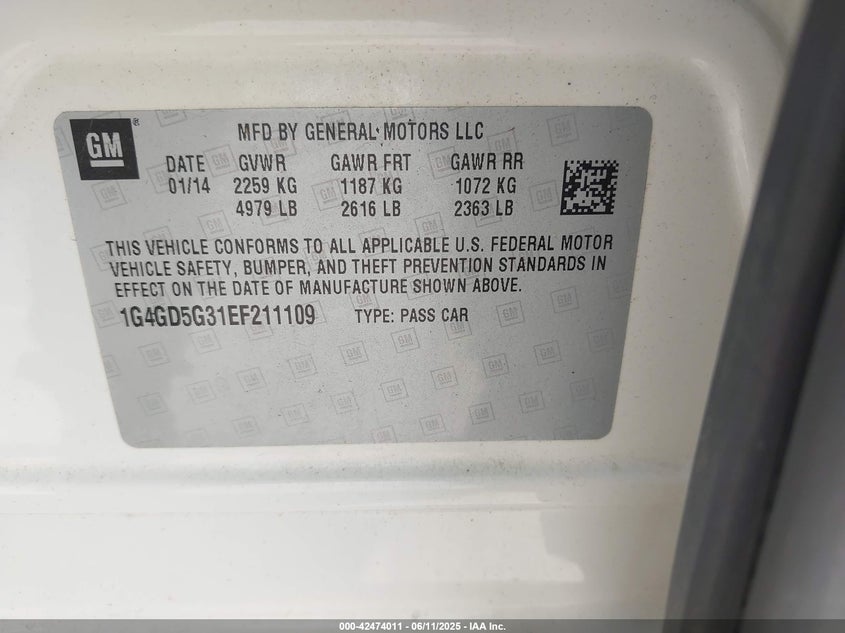 GM ®
MFD BY GENERAL MOTORS LLC
DATE GVWR GAWR FRT GAWR RR
01/14 2259 KG 1187 KG 1072 KG
4979 LB 2616 LB 2363 LB
THIS VEHICLE CONFORMS TO ALL APPLICABLE U.S. FEDERAL MOTOR
VEHICLE SAFETY, BUMPER, AND THEFT PREVENTION STANDARDS IN
EFFECT ON THE DATE OF MANUFACTURE SHOWN ABOVE.
1G4GD5G31EF211109 TYPE: PASS CAR
000-42474011 - 06/11/2025 - IAA Inc.